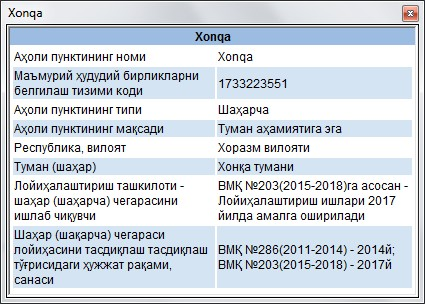 Xonqa
Xonqa
Аҳоли пунктининг номи Xonqa
Маъмурий ҳудудий бирликларни
белгилаш тизими коди 1733223551
Аҳоли пунктининг типи Шаҳарча
Аҳоли пунктининг мақсади Туман аҳамиятига эга
Республика, вилоят Хоразм вилояти
Туман (шаҳар) Хонқа тумани
Лойиҳалаштириш ташкилоти -
шаҳар (шаҳарча) чегарасини
ишлаб чиқувчи
ВМҚ №203(2015-2018)га асосан -
Лойиҳалаштириш ишлари 2017
йилда амалга оширилади
Шаҳар (шақарча) чегараси
лойиҳасини тасдиқлаш тасдиқлаш
тўғрисидаги ҳужжат рақами,
санаси
ВМҚ №286(2011-2014) - 2014й;
ВМҚ №203(2015-2018) - 2017й